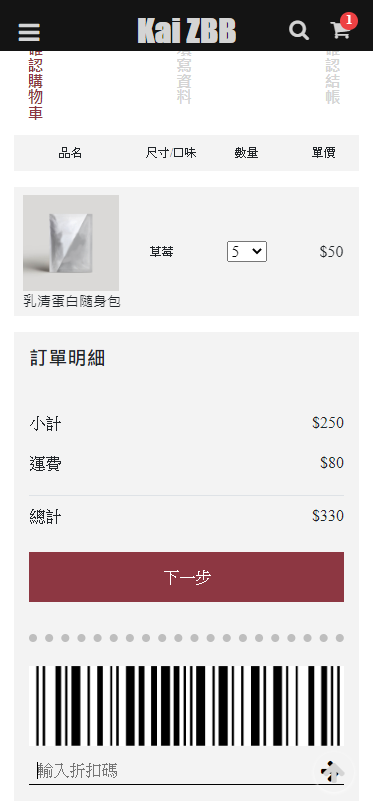 Kai ZBB
1
確認購物車
填寫資料
確認結帳
品名 尺寸/口味 數量 單價
草莓 5 $50
乳清蛋白隨身包
訂單明細
小計 $250
運費 $80
總計 $330
下一步
輸入折扣碼